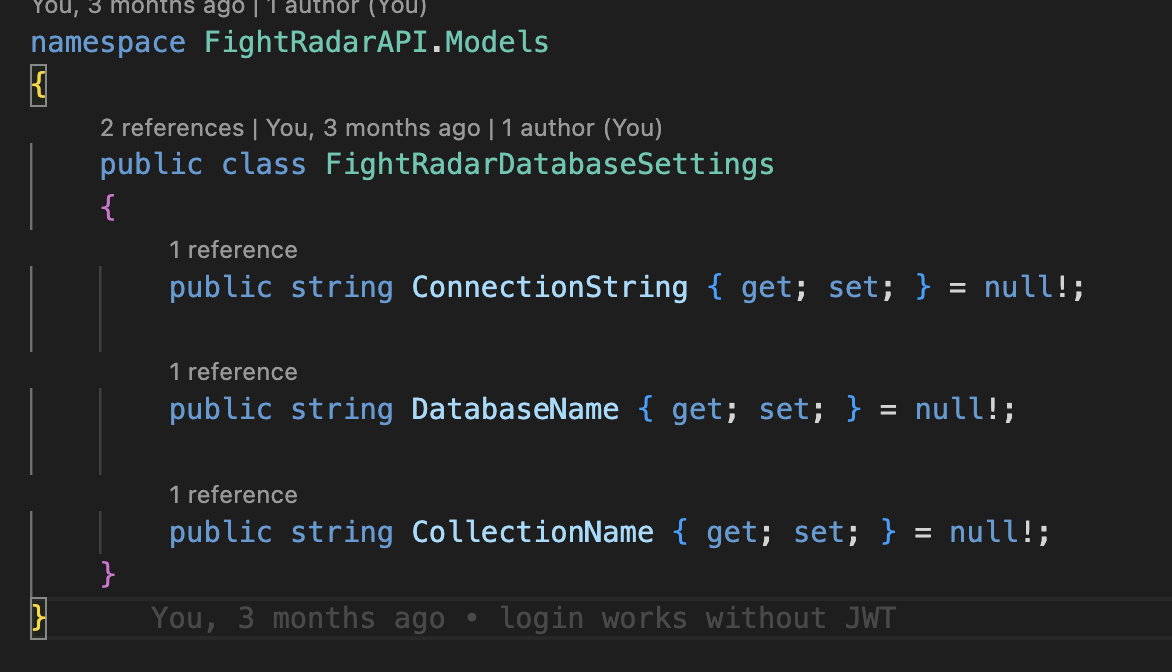 You, 3 months ago | 1 author (You)
namespace FightRadarAPI.Models
{
2 references | You, 3 months ago | 1 author (You)
public class FightRadarDatabaseSettings
{
1 reference
public string ConnectionString { get; set; } = null!;
1 reference
public string DatabaseName { get; set; } = null!;
1 reference
public string CollectionName { get; set; } = null!;
}
} You, 3 months ago • login works without JWT